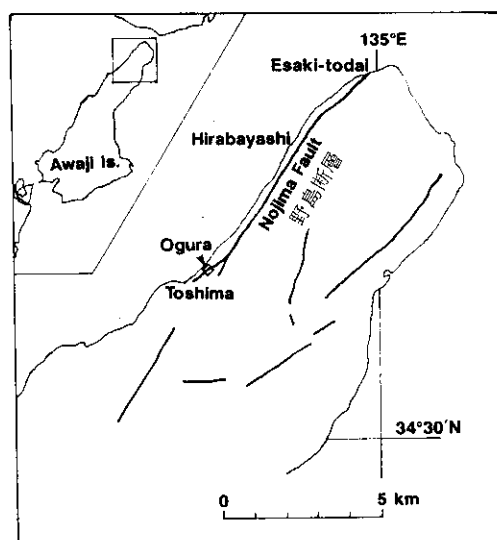 135°E
Esaki-todai
Hirabayashi
Awaji Is.
Nojima Fault
野島断層
Ogura
Toshima
34°30′N
0 5 km